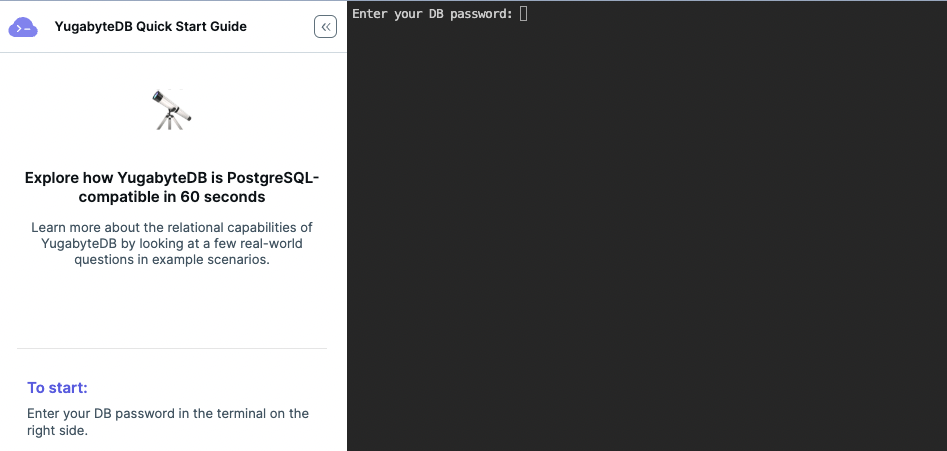 YugabyteDB Quick Start Guide
Explore how YugabyteDB is PostgreSQL-
compatible in 60 seconds
Learn more about the relational capabilities of
YugabyteDB by looking at a few real-world
questions in example scenarios.
To start:
Enter your DB password in the terminal on the
right side.
Enter your DB password: